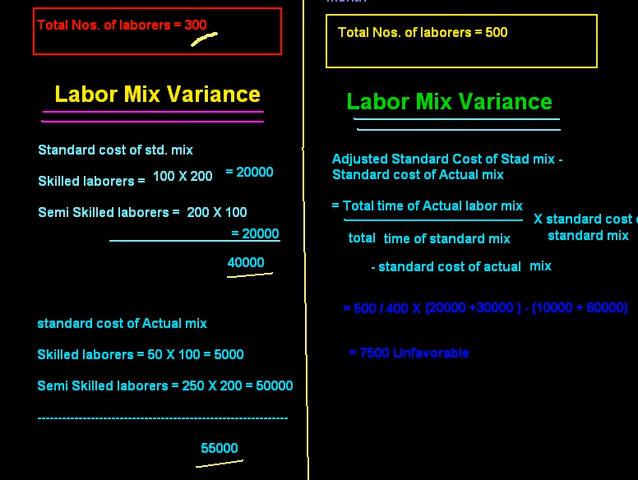 Total Nos. of laborers = 300
Labor Mix Variance
Standard cost of std. mix
Skilled laborers = 100 X 200 = 20000
Semi Skilled laborers = 200 X 100
= 20000
40000
standard cost of Actual mix
Skilled laborers = 50 X 100 = 5000
Semi Skilled laborers = 250 X 200 = 50000
55000
Total Nos. of laborers = 500
Labor Mix Variance
Adjusted Standard Cost of Stad mix -
Standard cost of Actual mix
= Total time of Actual labor mix
X standard cost
total time of standard mix
standard mix
- standard cost of actual mix
= 500 / 400 X (20000 +30000 ) - (10000 + 60000)
= 7500 Unfavorable